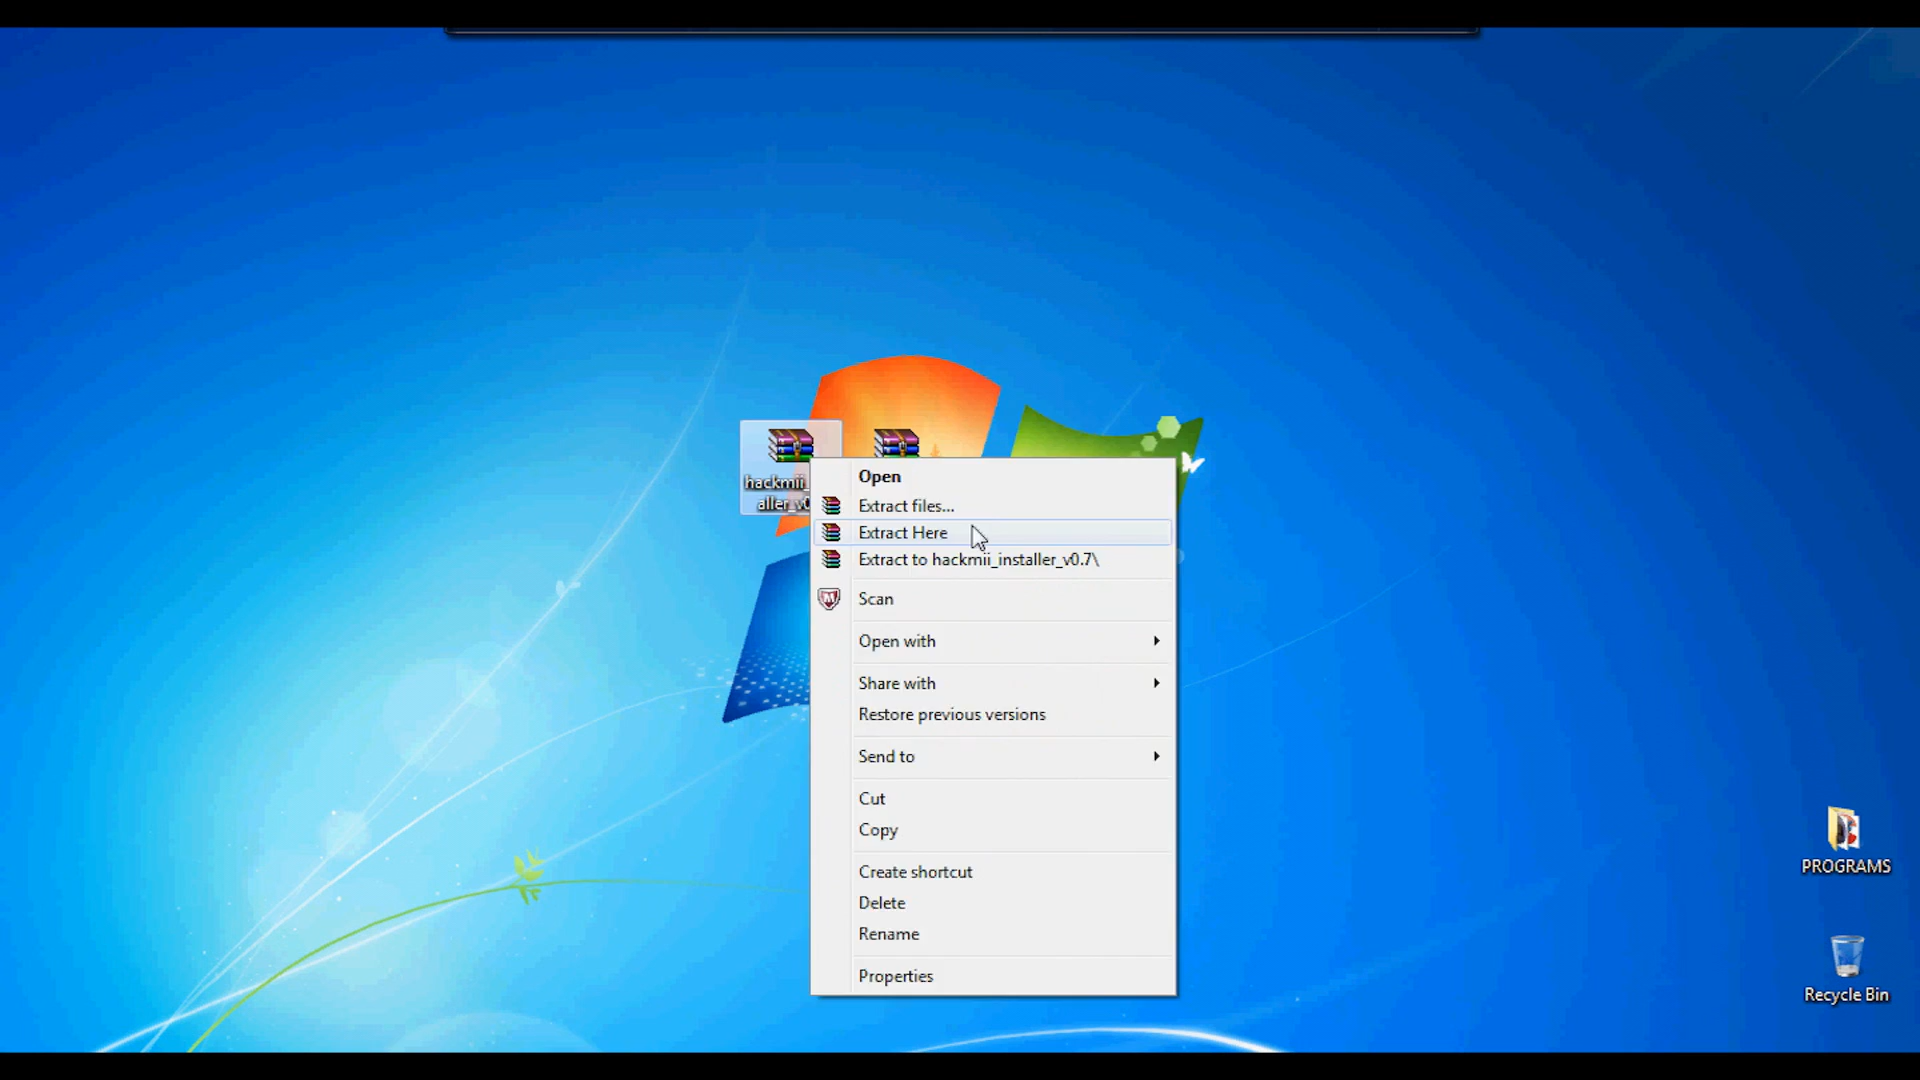 hackmii_
aller_v0
Open
Extract files...
Extract Here
Extract to hackmii_installer_v0.7\
Scan
Open with
Share with
Restore previous versions
Send to
Cut
Copy
Create shortcut
Delete
Rename
Properties
PROGRAMS
Recycle Bin